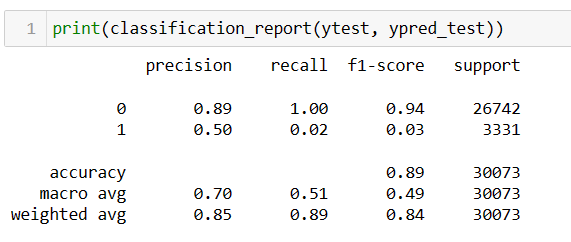 1 print(classification_report(ytest, ypred_test))
precision recall f1-score support
0 0.89 1.00 0.94 26742
1 0.50 0.02 0.03 3331
accuracy 0.89 30073
macro avg 0.70 0.51 0.49 30073
weighted avg 0.85 0.89 0.84 30073